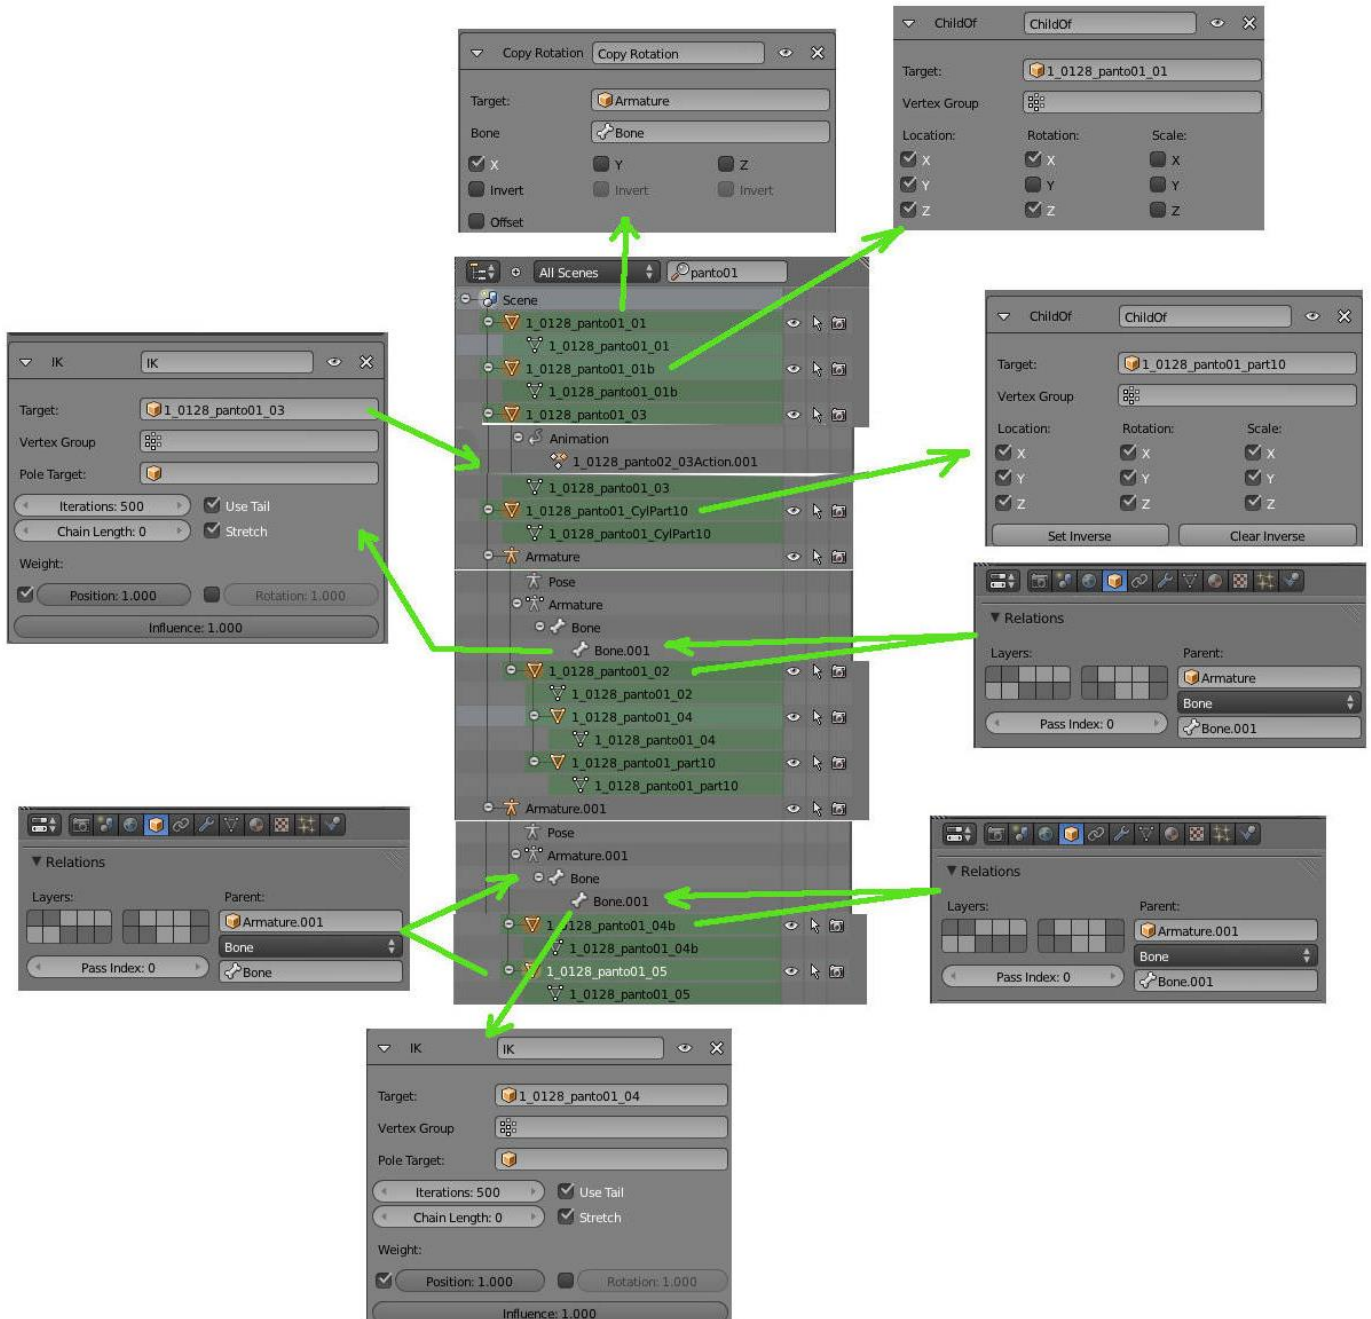 Copy Rotation Copy Rotation
Target: Armature
Bone Bone
X Y Z
Invert Invert Invert
Offset
ChildOf ChildOf
Target: 1_0128_panto01_01
Vertex Group
Location: Rotation: Scale:
X X X
Y Y Y
Z Z Z
All Scenes panto01
Scene
1_0128_panto01_01
1_0128_panto01_01
1_0128_panto01_01b
1_0128_panto01_01b
1_0128_panto01_03
Animation
1_0128_panto02_03Action.001
1_0128_panto01_03
1_0128_panto01_CylPart10
1_0128_panto01_CylPart10
Armature
Pose
Armature
Bone
Bone.001
1_0128_panto01_02
1_0128_panto01_02
1_0128_panto01_04
1_0128_panto01_04
1_0128_panto01_part10
1_0128_panto01_part10
Armature.001
Pose
Armature.001
Bone
Bone.001
1_0128_panto01_04b
1_0128_panto01_04b
1_0128_panto01_05
1_0128_panto01_05
IK IK
Target: 1_0128_panto01_03
Vertex Group
Pole Target:
Iterations: 500 Use Tail
Chain Length: 0 Stretch
Weight:
Position: 1.000 Rotation: 1.000
Influence: 1.000
ChildOf ChildOf
Target: 1_0128_panto01_part10
Vertex Group
Location: Rotation: Scale:
X X X
Y Y Y
Z Z Z
Set Inverse Clear Inverse
Relations
Layers: Parent:
Armature
Bone
Pass Index: 0 Bone.001
Relations
Layers: Parent:
Armature.001
Bone
Pass Index: 0 Bone
Relations
Layers: Parent:
Armature.001
Bone
Pass Index: 0 Bone.001
IK IK
Target: 1_0128_panto01_04
Vertex Group
Pole Target:
Iterations: 500 Use Tail
Chain Length: 0 Stretch
Weight:
Position: 1.000 Rotation: 1.000
Influence: 1.000